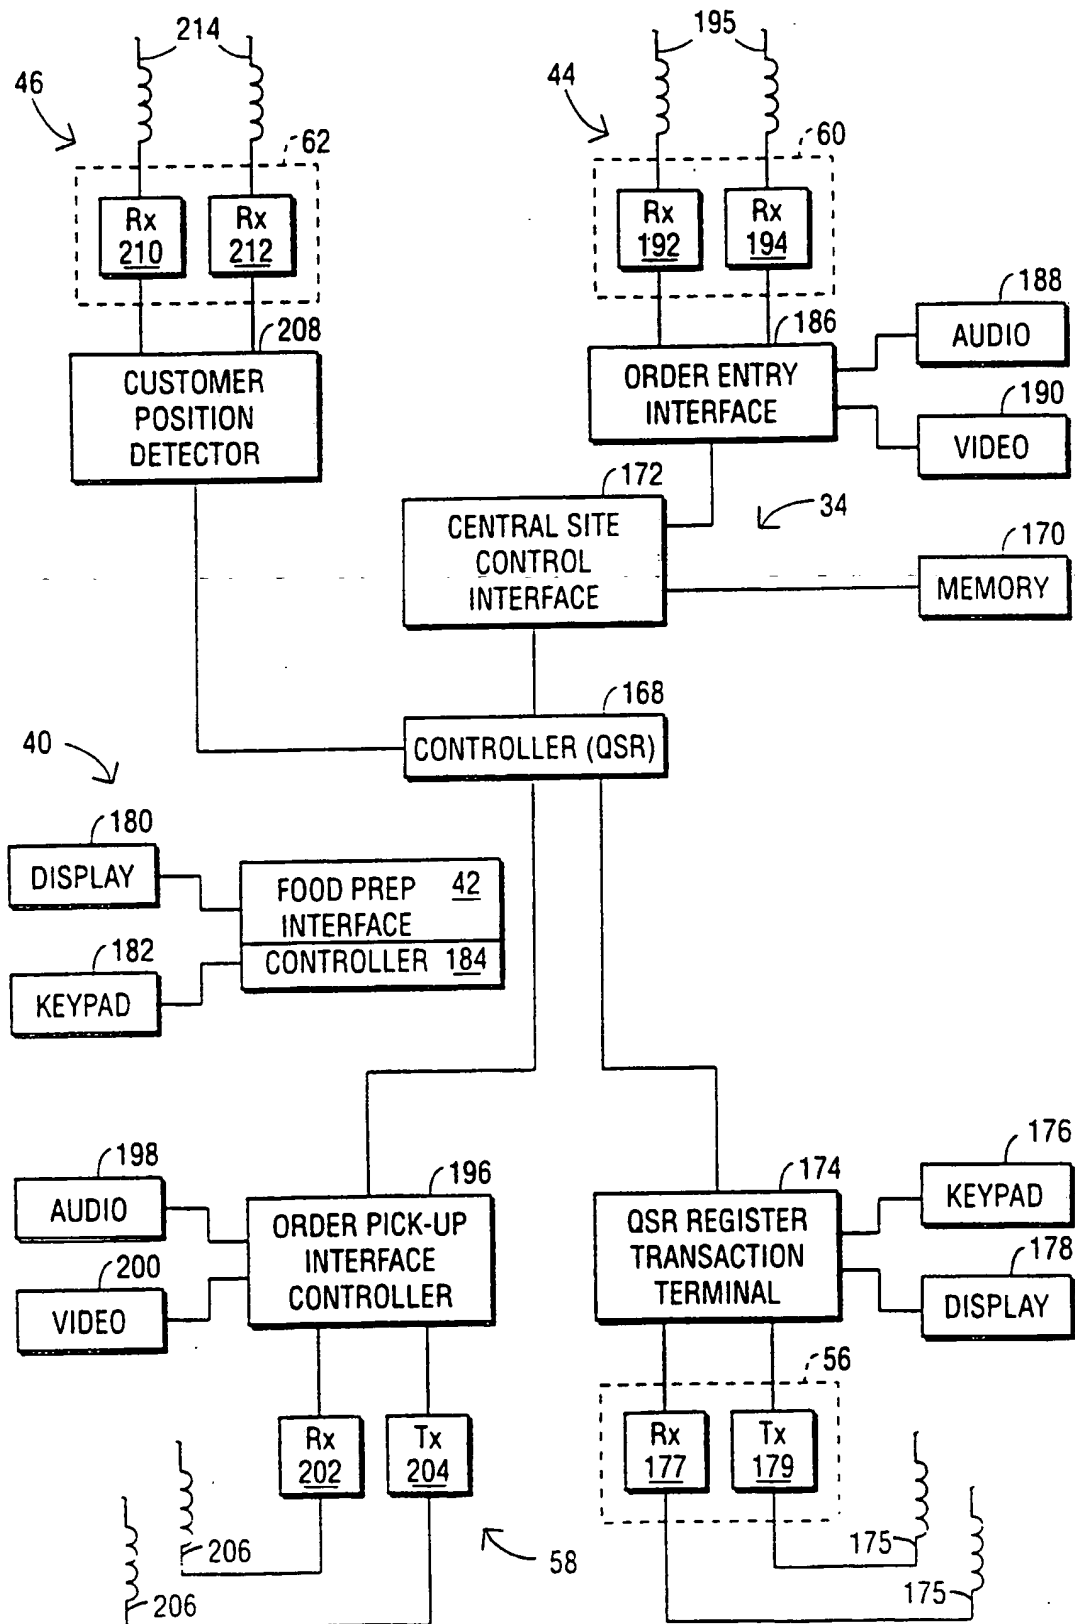 214
195
46
44
62
60
Rx
210
Rx
212
Rx
192
Rx
194
208
186
188
CUSTOMER
POSITION
DETECTOR
ORDER ENTRY
INTERFACE
AUDIO
190
VIDEO
172
34
CENTRAL SITE
CONTROL
INTERFACE
170
MEMORY
168
CONTROLLER (QSR)
40
180
DISPLAY
FOOD PREP 42
INTERFACE
CONTROLLER 184
182
KEYPAD
198
AUDIO
196
ORDER PICK-UP
INTERFACE
CONTROLLER
200
VIDEO
174
QSR REGISTER
TRANSACTION
TERMINAL
176
KEYPAD
178
DISPLAY
56
Rx
202
Tx
204
Rx
177
Tx
179
206
206
58
175
175